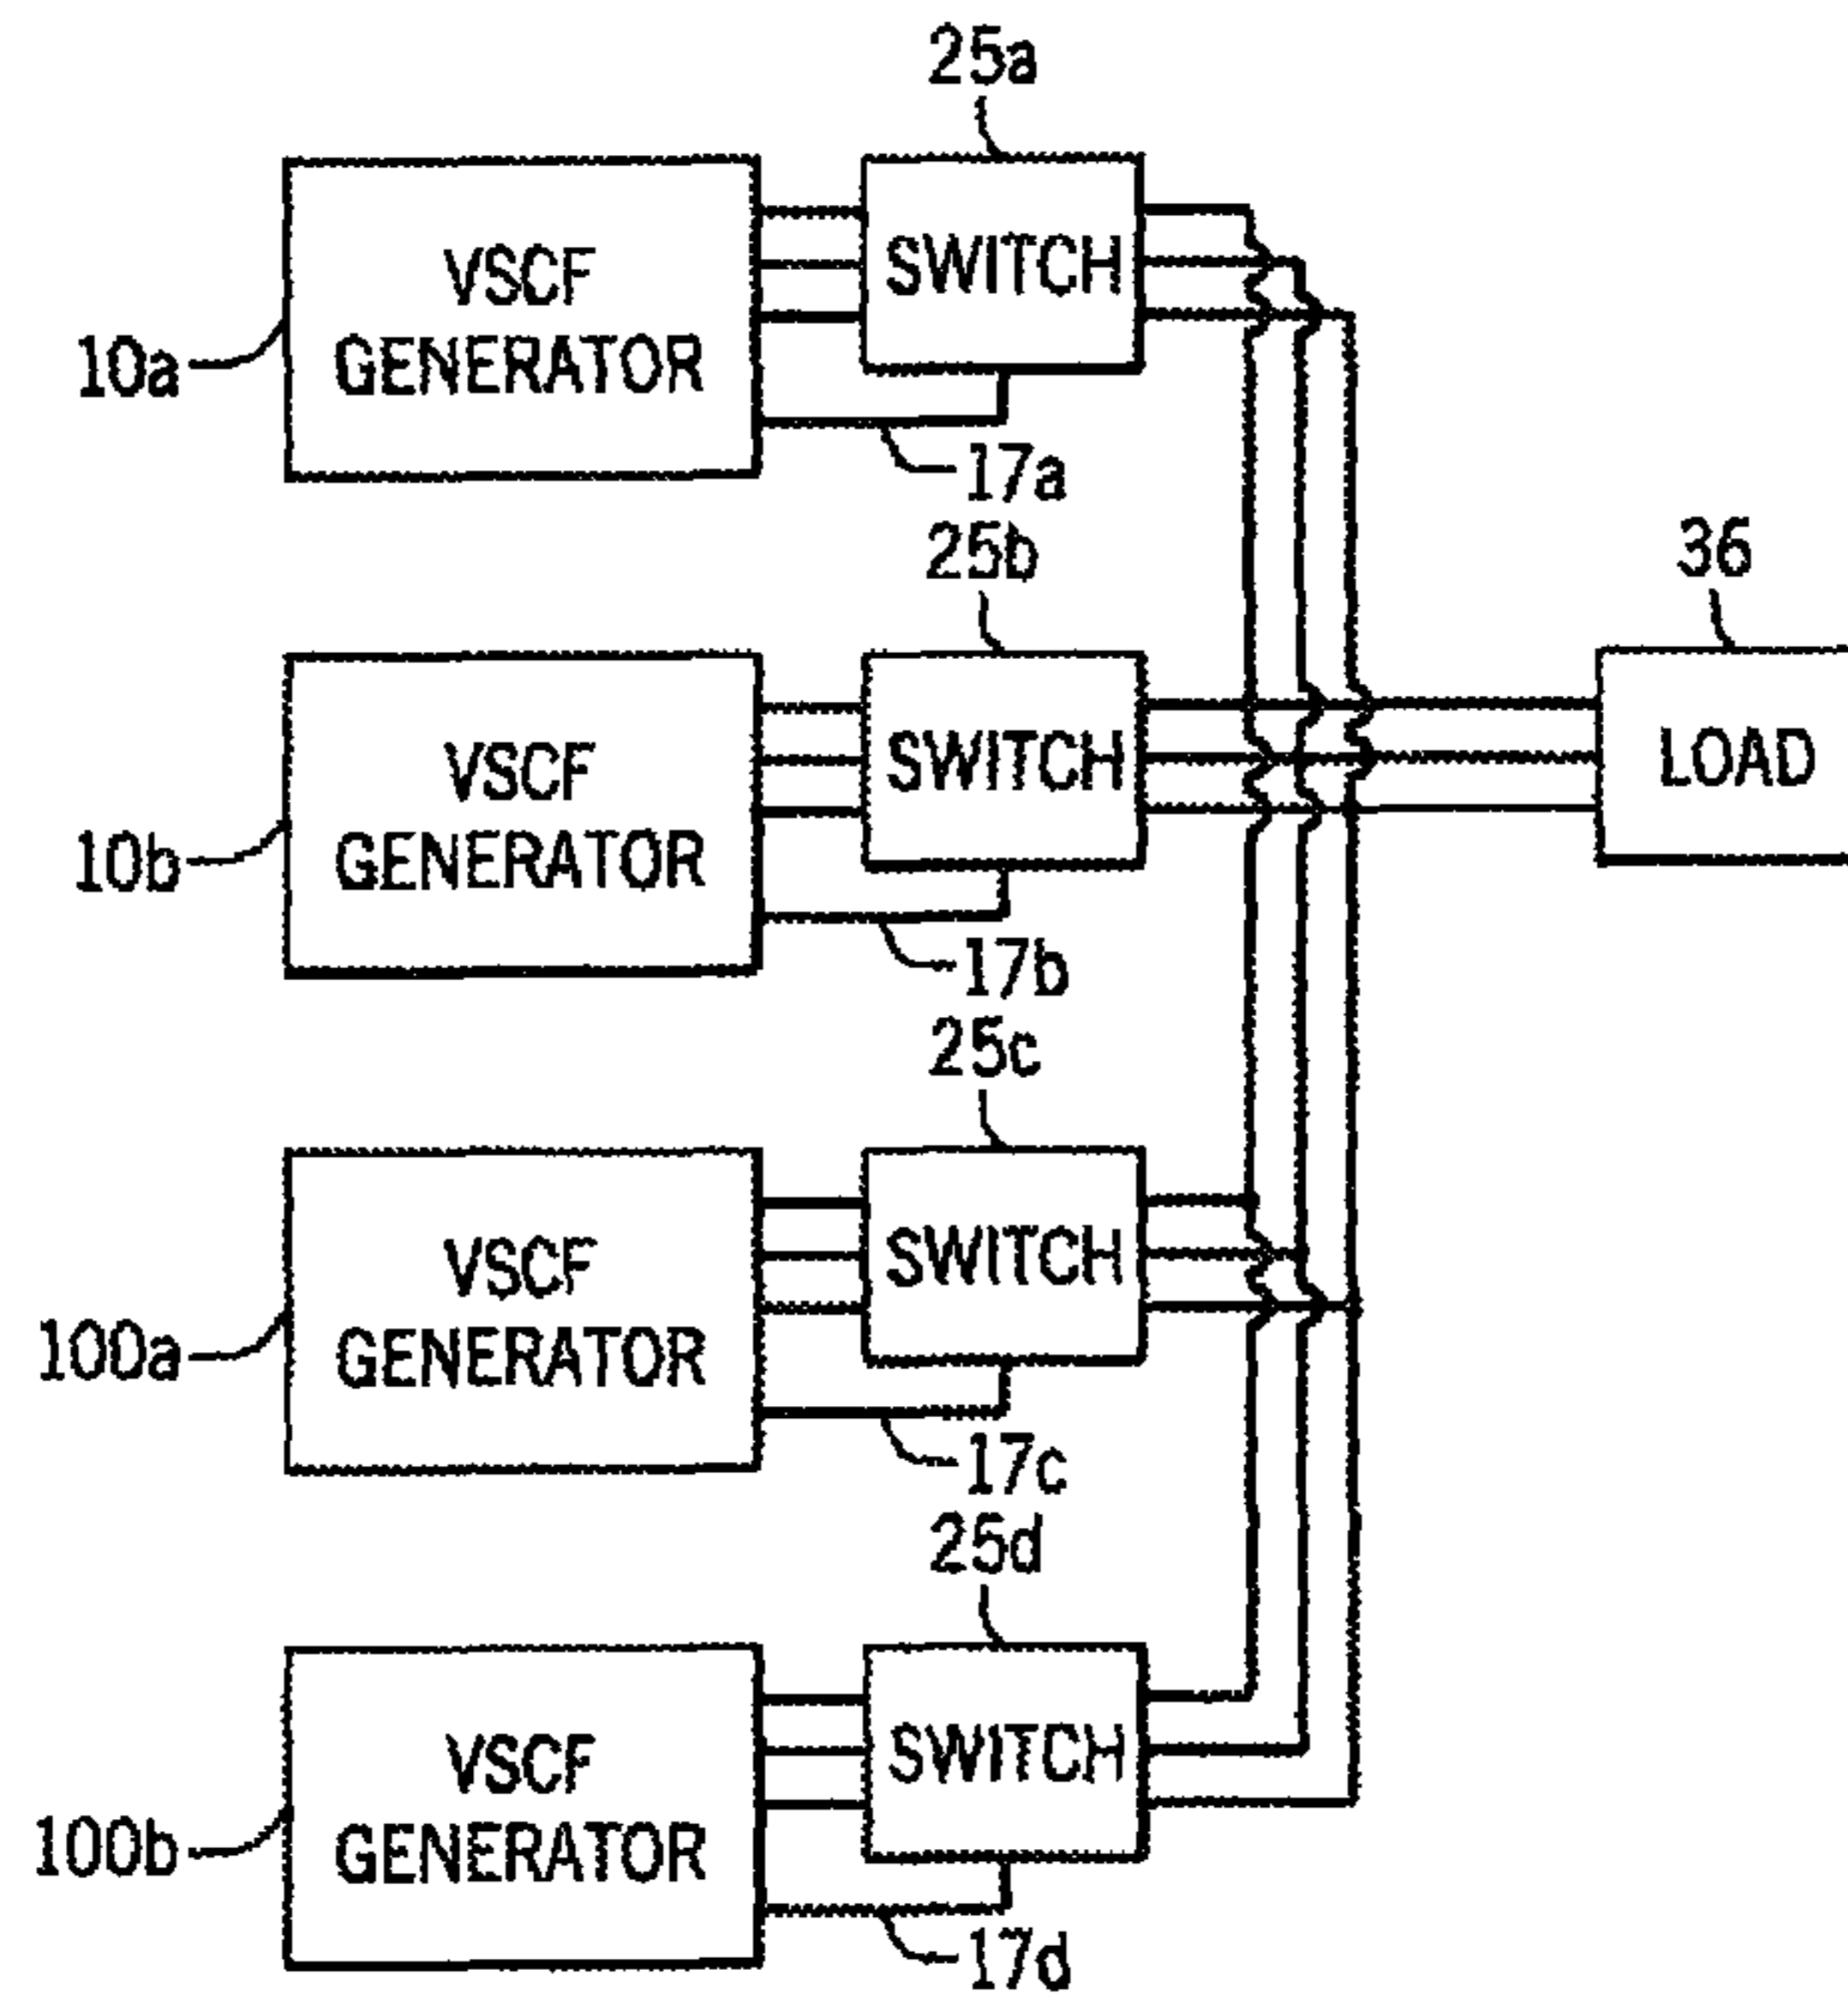 25a
VSCF
GENERATOR
SWITCH
10a
17a
25b
36
VSCF
GENERATOR
SWITCH
LOAD
10b
17b
25c
VSCF
GENERATOR
SWITCH
100a
17c
25d
VSCF
GENERATOR
SWITCH
100b
17d